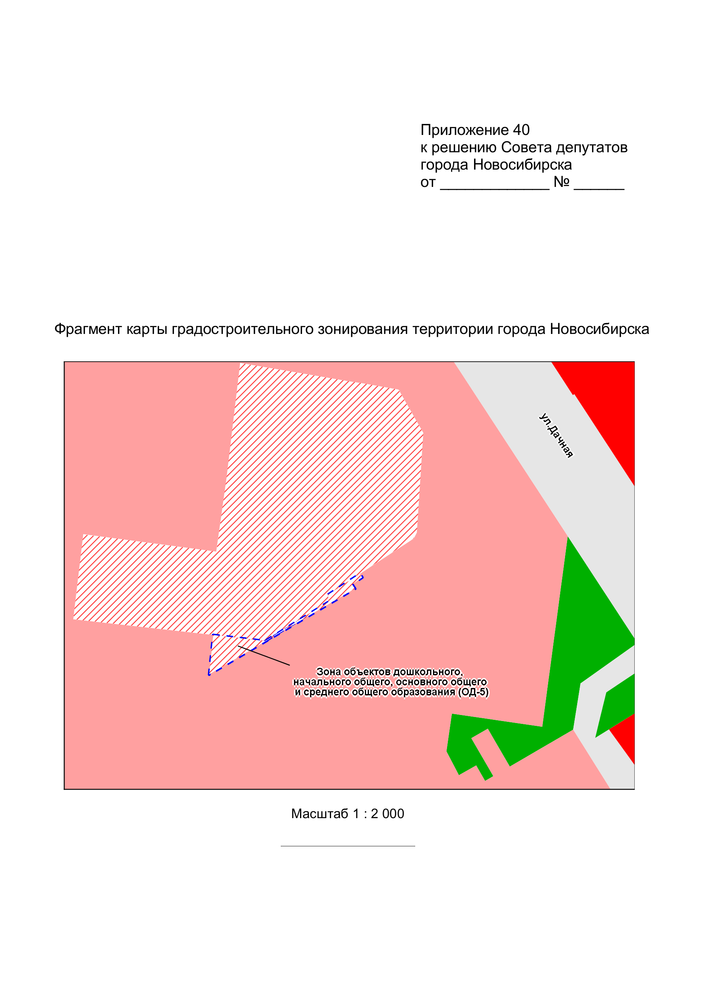 Приложение 40
к решению Совета депутатов
города Новосибирска
от _____________ № ______
Фрагмент карты градостроительного зонирования территории города Новосибирска
ул.Дачная
Зона объектов дошкольного,
начального общего, основного общего
и среднего общего образования (ОД-5)
Масштаб 1 : 2 000